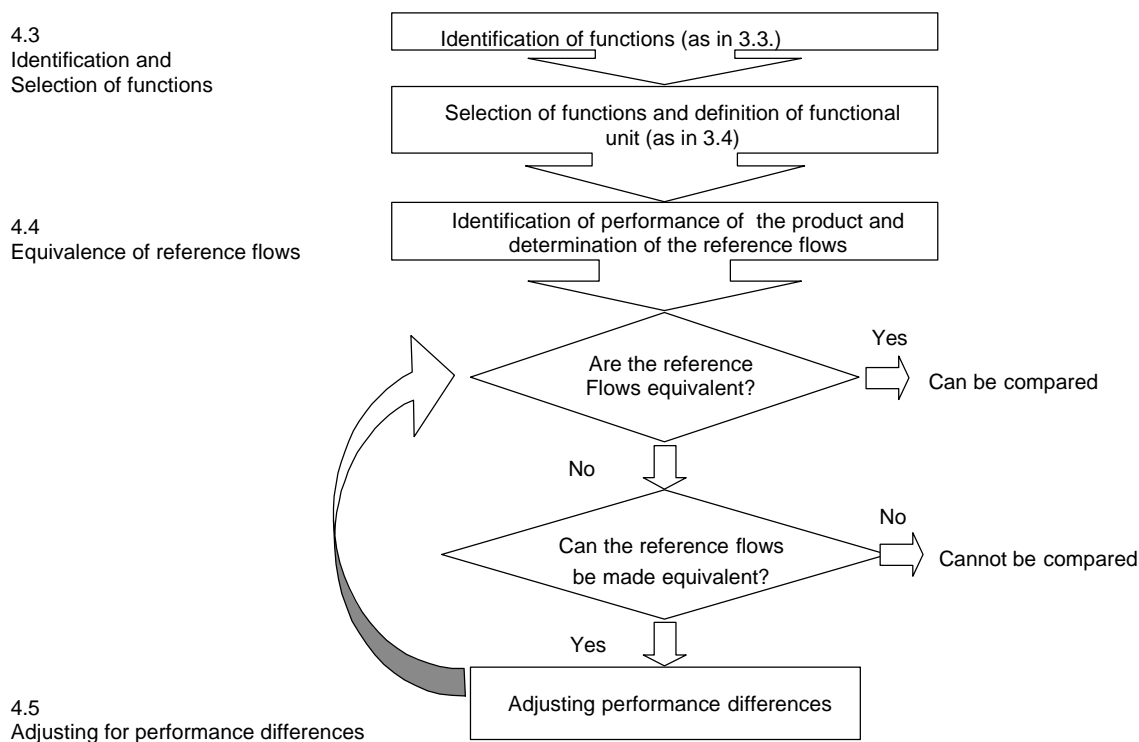 4.3
Identification and
Selection of functions
Identification of functions (as in 3.3.)
Selection of functions and definition of functional
unit (as in 3.4)
4.4
Equivalence of reference flows
Identification of performance of the product and
determination of the reference flows
Are the reference
Flows equivalent?
Yes
Can be compared
No
Can the reference flows
be made equivalent?
No
Cannot be compared
Yes
Adjusting performance differences
4.5
Adjusting for performance differences